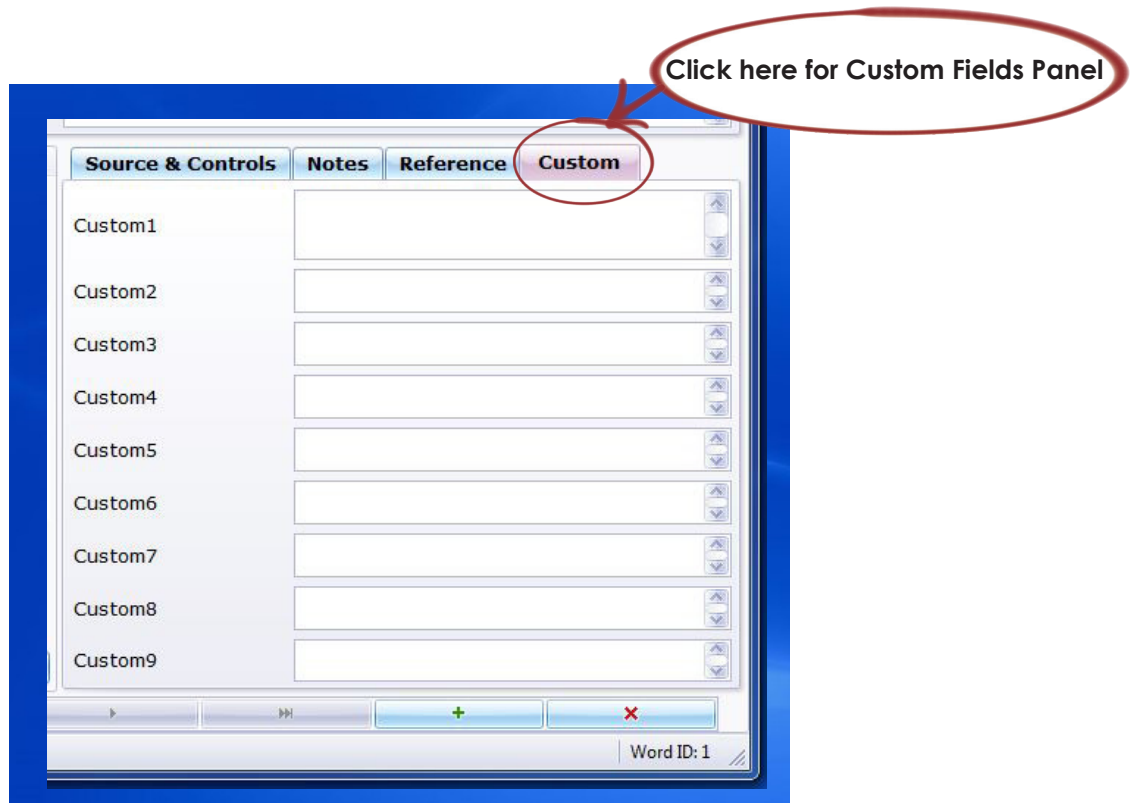 Click here for Custom Fields Panel
Source & Controls Notes Reference Custom
Custom1
Custom2
Custom3
Custom4
Custom5
Custom6
Custom7
Custom8
Custom9
Word ID: 1